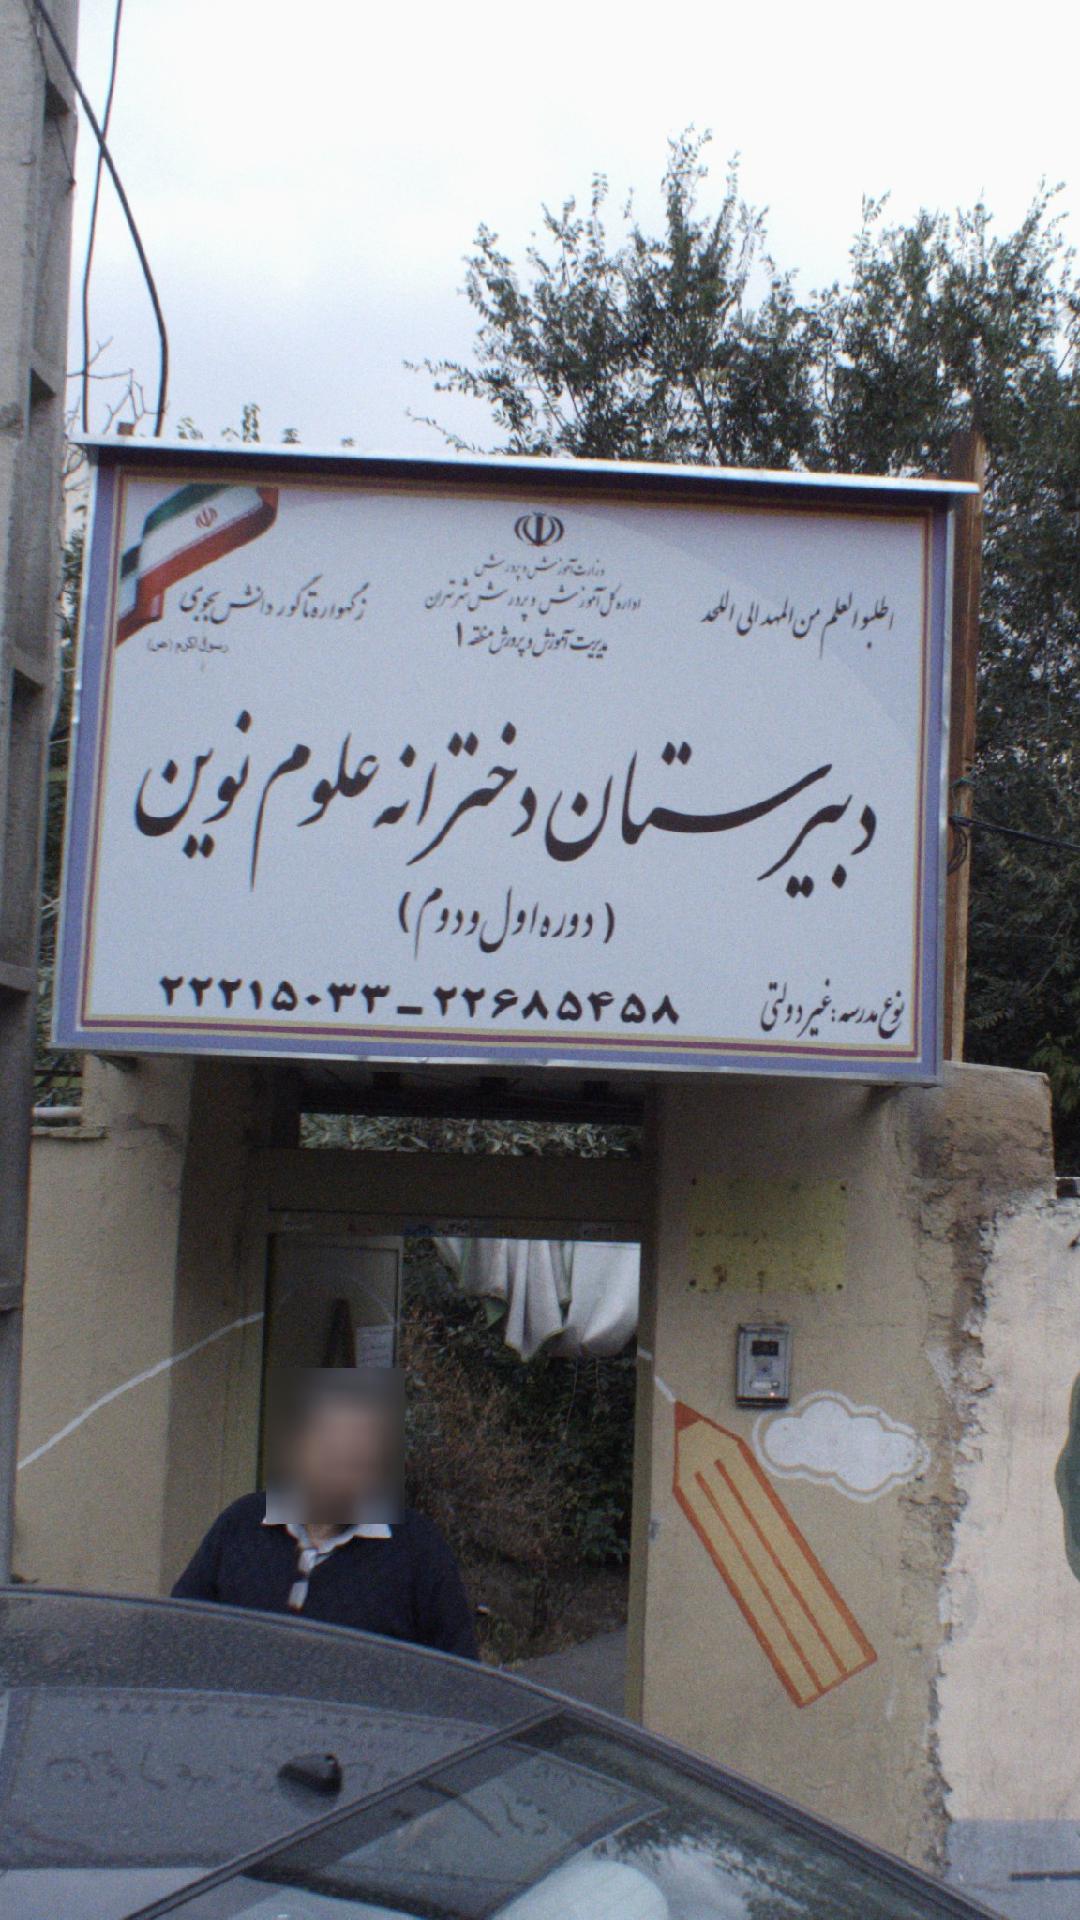 وزارت آموزش و پرورش
اداره کل آموزش و پرورش شهر تهران
مدیریت آموزش و پرورش منطقه ۱
اطلبو العلم من المهد الی اللحد
ز گهواره تا گور دانش بجوی
رسول اکرم (ص)
دبیرستان دخترانه علوم نوین
( دوره اول و دوم )
نوع مدرسه : غیر دولتی
۲۲۲۱۵۰۳۳ - ۲۲۶۸۵۴۵۸